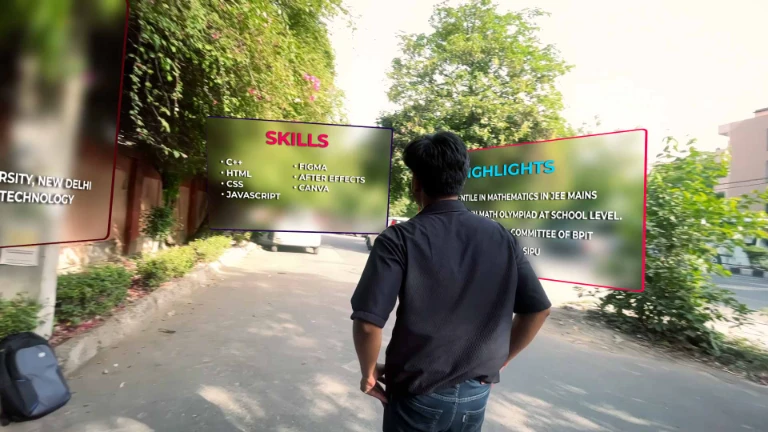 RSITY, NEW DELHI
TECHNOLOGY
SKILLS
• C++
• HTML
• CSS
• JAVASCRIPT
• FIGMA
• AFTER EFFECTS
• CANVA
IGHLIGHTS
NTILE IN MATHEMATICS IN JEE MAINS
MATH OLYMPIAD AT SCHOOL LEVEL.
COMMITTEE OF BPIT
SIPU